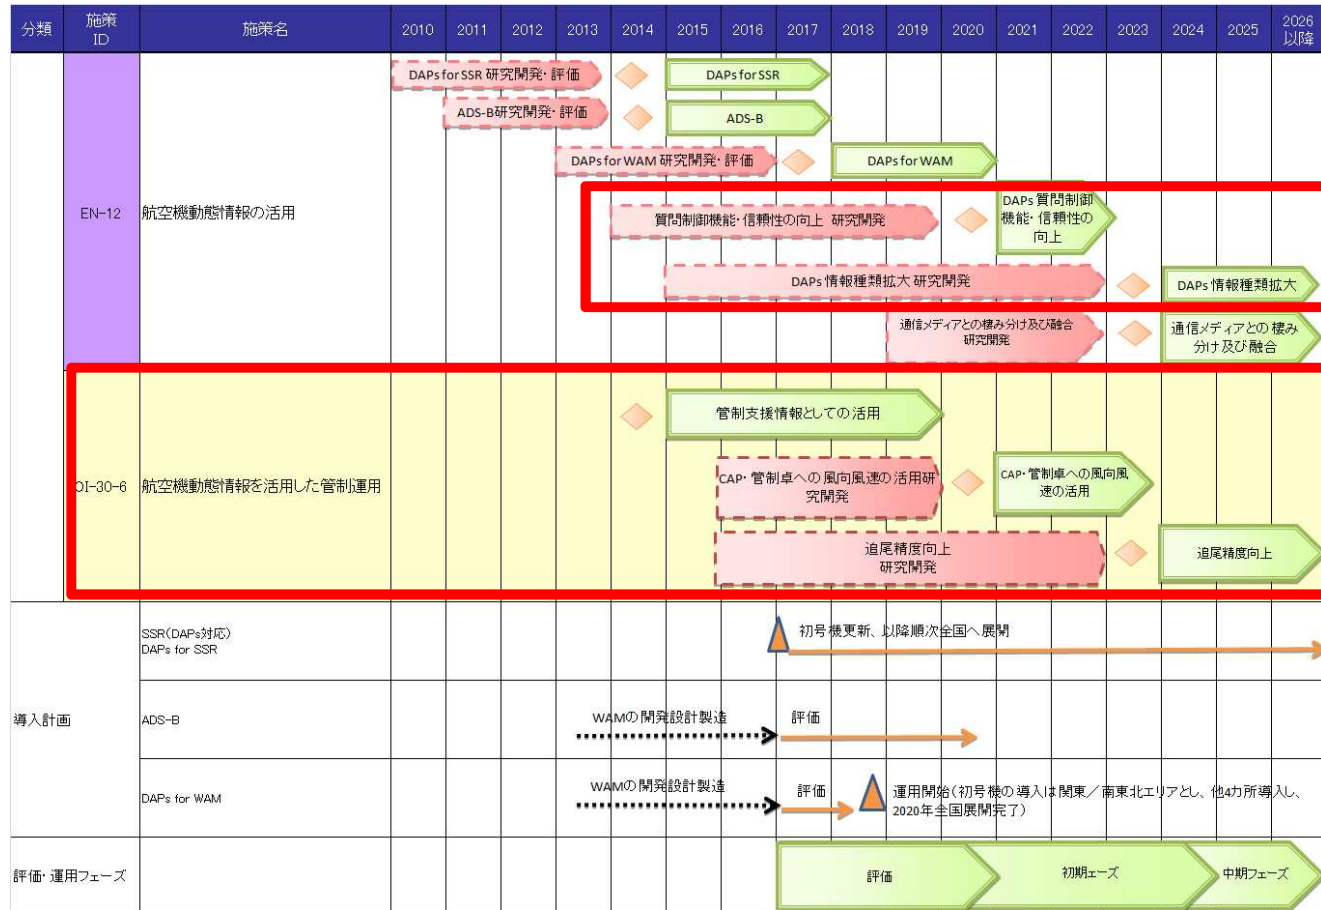 分類
施策
ID
施策名
2010
2011
2012
2013
2014
2015
2016
2017
2018
2019
2020
2021
2022
2023
2024
2025
2026
以降
DAPs for SSR 研究開発・評価
DAPs for SSR
ADS-B研究開発・評価
ADS-B
DAPs for WAM 研究開発・評価
DAPs for WAM
EN-12
航空機動態情報の活用
質問制御機能・信頼性の向上 研究開発
DAPs 質問制御
機能・信頼性の
向上
DAPs 情報種類拡大 研究開発
DAPs 情報種類拡大
通信メディアとの棲み分け及び融合
研究開発
通信メディアとの棲み
分け及び融合
OI-30-6
航空機動態情報を活用した管制運用
管制支援情報としての活用
CAP・管制卓への風向風速の活用研
究開発
CAP・管制卓への風向風
速の活用
追尾精度向上
研究開発
追尾精度向上
導入計画
SSR(DAPs対応)
DAPs for SSR
初号機更新、以降順次全国へ展開
ADS-B
WAMの開発設計製造
評価
DAPs for WAM
WAMの開発設計製造
評価
運用開始(初号機の導入は関東/南東北エリアとし、他4カ所導入し、
2020年全国展開完了)
評価・運用フェーズ
評価
初期ェーズ
中期フェーズ